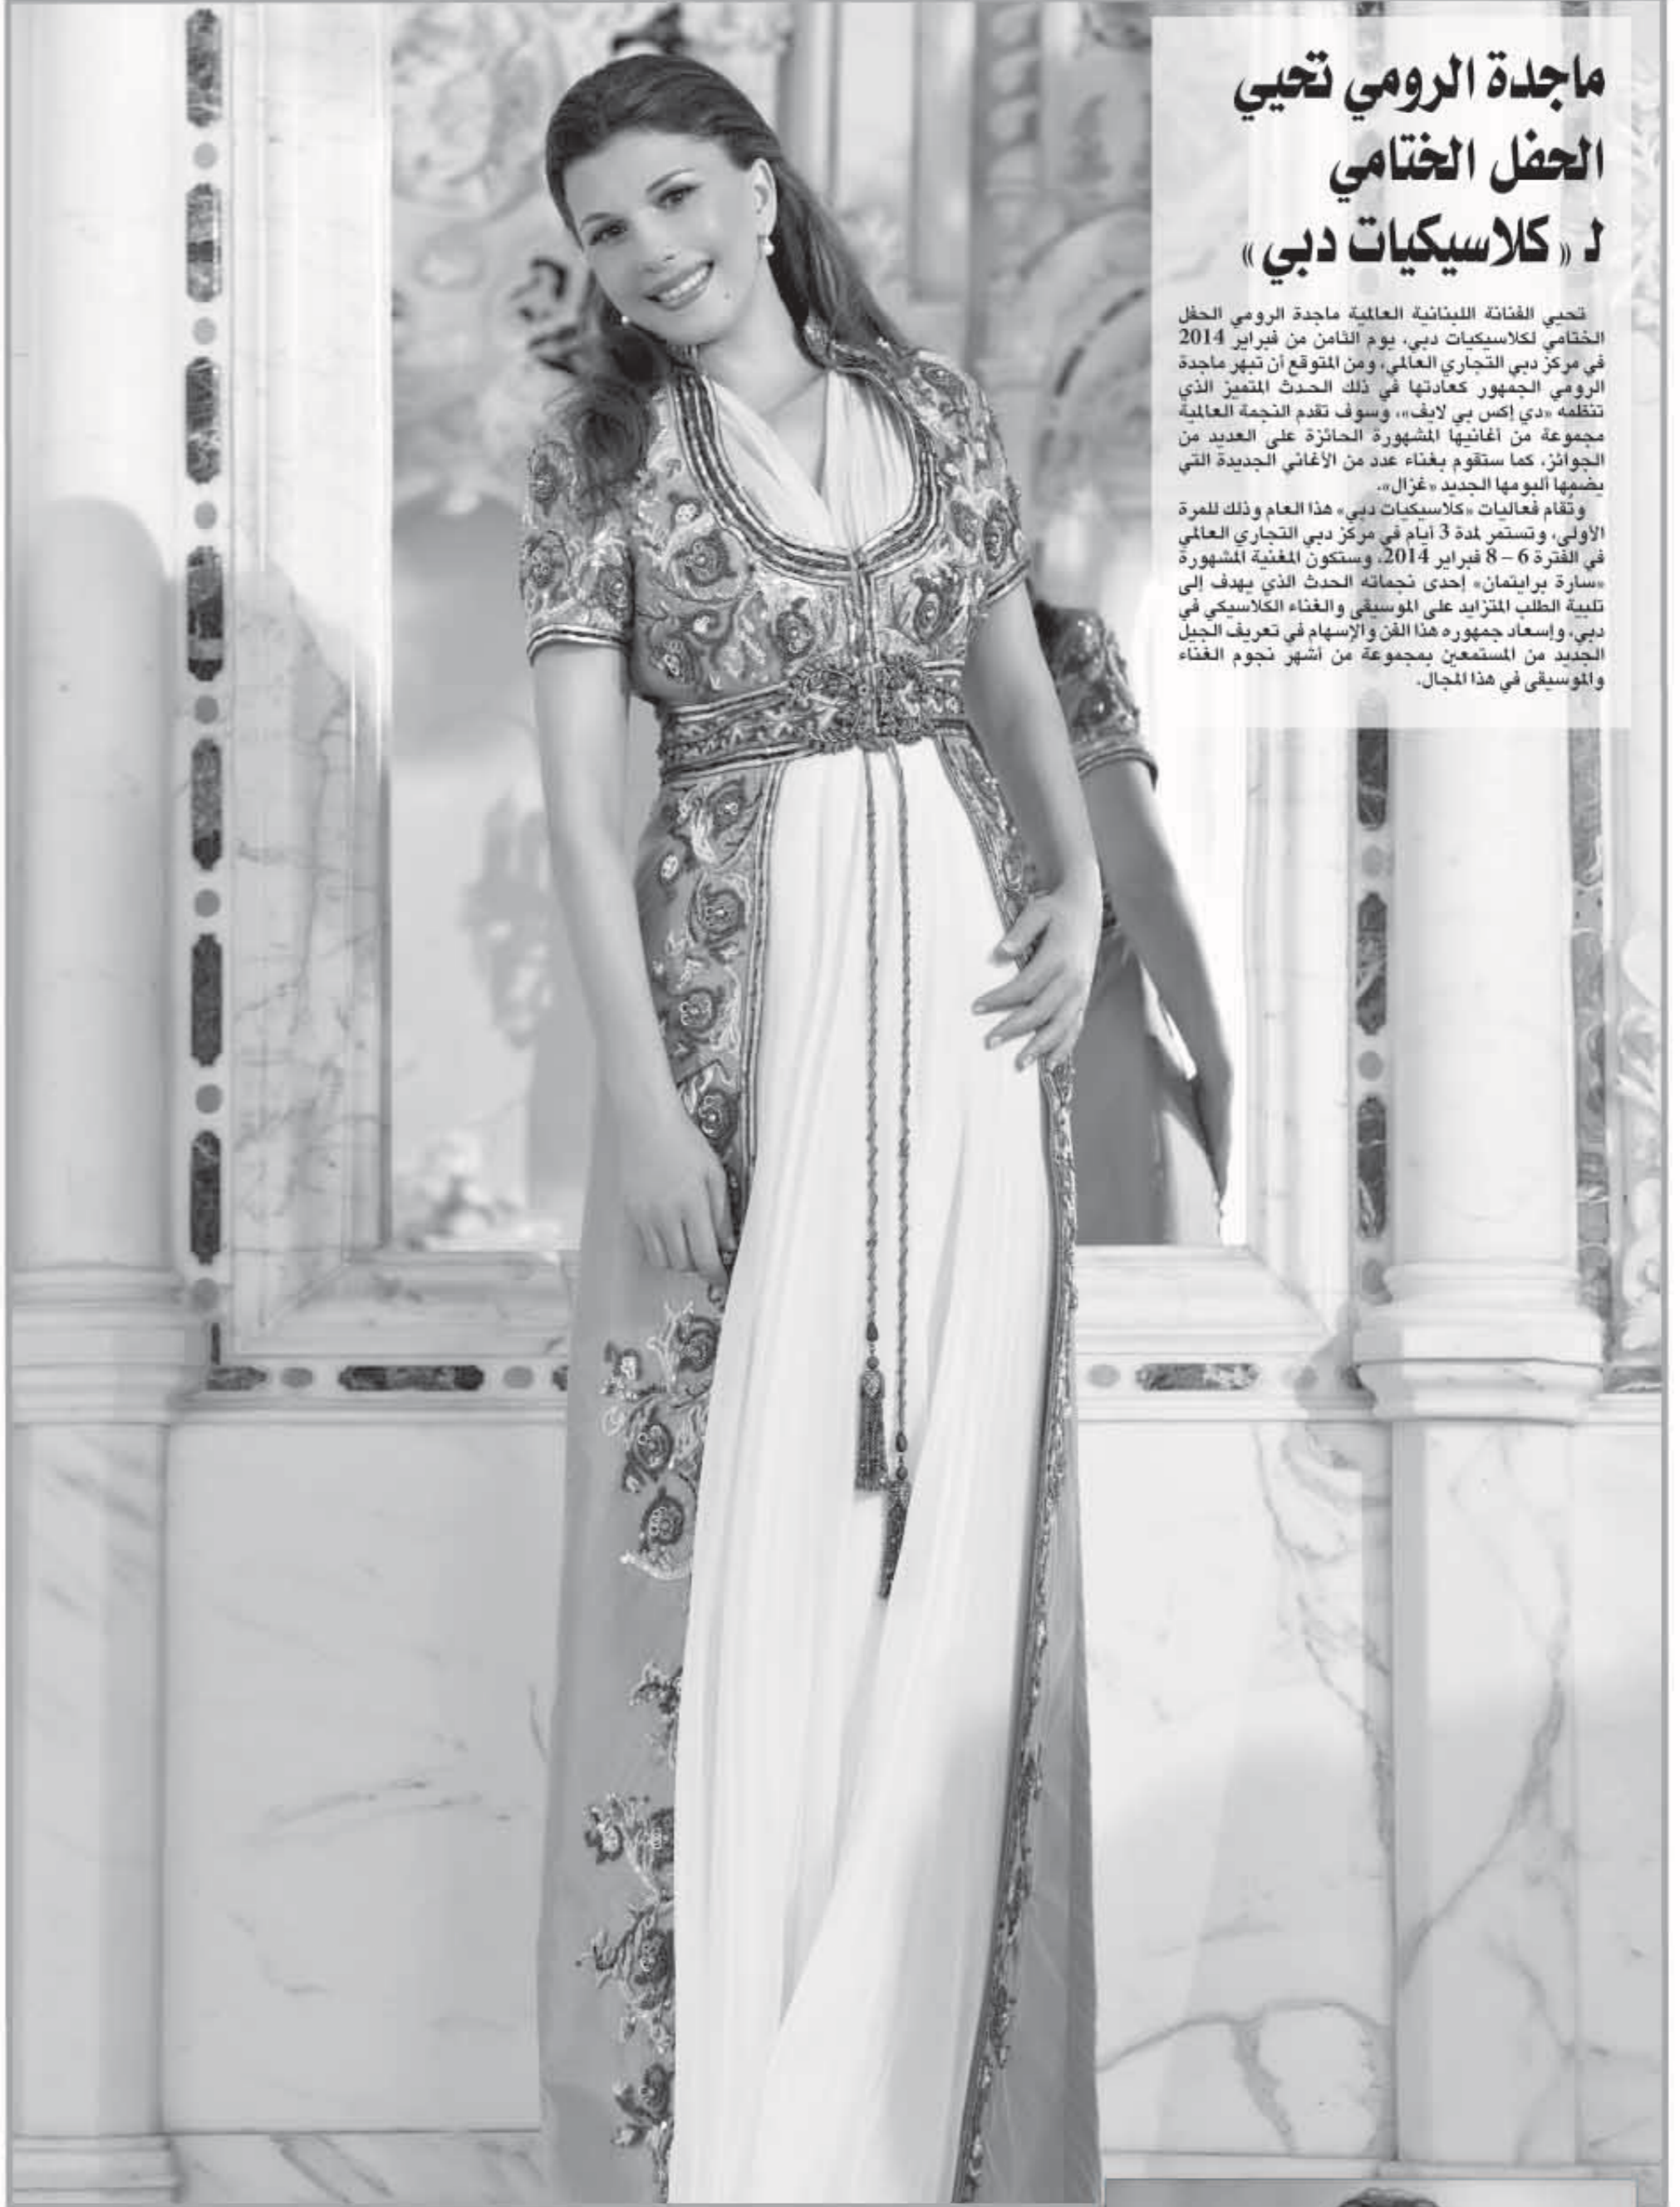 ماجدة الرومي تحيي
الحفل الختامي
لـ « كلاسيكيات دبي »
تحيي الفنانة اللبنانية العالمية ماجدة الرومي الحفل
الختامي لكلاسيكيات دبي، يوم الثامن من فبراير 2014
في مركز دبي التجاري العالمي، ومن المتوقع أن تبهر ماجدة
الرومي الجمهور كعادتها في ذلك الحدث المتميز الذي
تنظمه «دي إكس بي لايف»، وسوف تقدم النجمة العالمية
مجموعة من أغانيها المشهورة الحائزة على العديد من
الجوائز، كما ستقوم بغناء عدد من الأغاني الجديدة التي
يضمها ألبومها الجديد «غزال».
وتُقام فعاليات «كلاسيكيات دبي» هذا العام وذلك للمرة
الأولى، وتستمر لمدة 3 أيام في مركز دبي التجاري العالمي
في الفترة 6 – 8 فبراير 2014، وستكون المغنية المشهورة
«سارة برايتمان» إحدى نجماته الحدث الذي يهدف إلى
تلبية الطلب المتزايد على الموسيقى والغناء الكلاسيكي في
دبي، وإسعاد جمهوره هذا الفن والإسهام في تعريف الجيل
الجديد من المستمعين بمجموعة من أشهر نجوم الغناء
والموسيقى في هذا المجال.